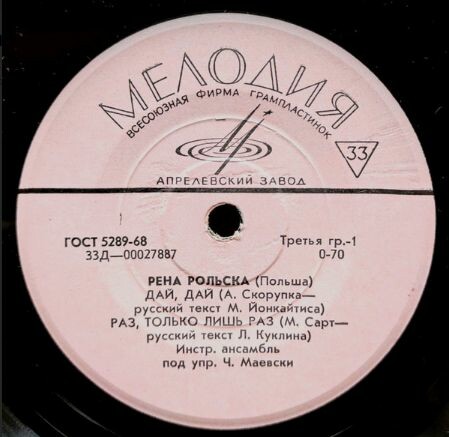 МЕЛОДИЯ
ВСЕСОЮЗНАЯ ФИРМА ГРАМПЛАСТИНОК
33
АПРЕЛЕВСКИЙ ЗАВОД
ГОСТ 5289-68 Третья гр.-1
33Д—00027887 0-70
РЕНА РОЛЬСКА (Польша)
ДАЙ, ДАЙ (А. Скорупка—
русский текст М. Йонкайтиса)
РАЗ, ТОЛЬКО ЛИШЬ РАЗ (М. Сарт—
русский текст Л. Куклина)
Инстр. ансамбль
под упр. Ч. Маевски